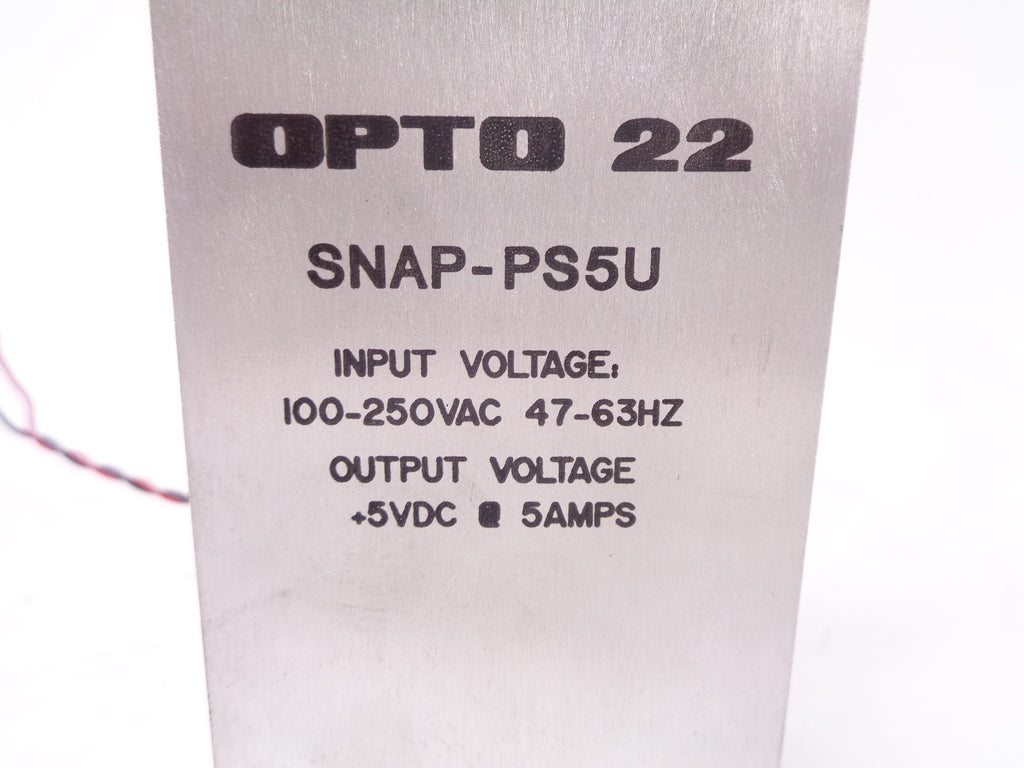 OPTO 22
SNAP-PS5U
INPUT VOLTAGE:
100-250VAC 47-63HZ
OUTPUT VOLTAGE
+5VDC @ 5AMPS